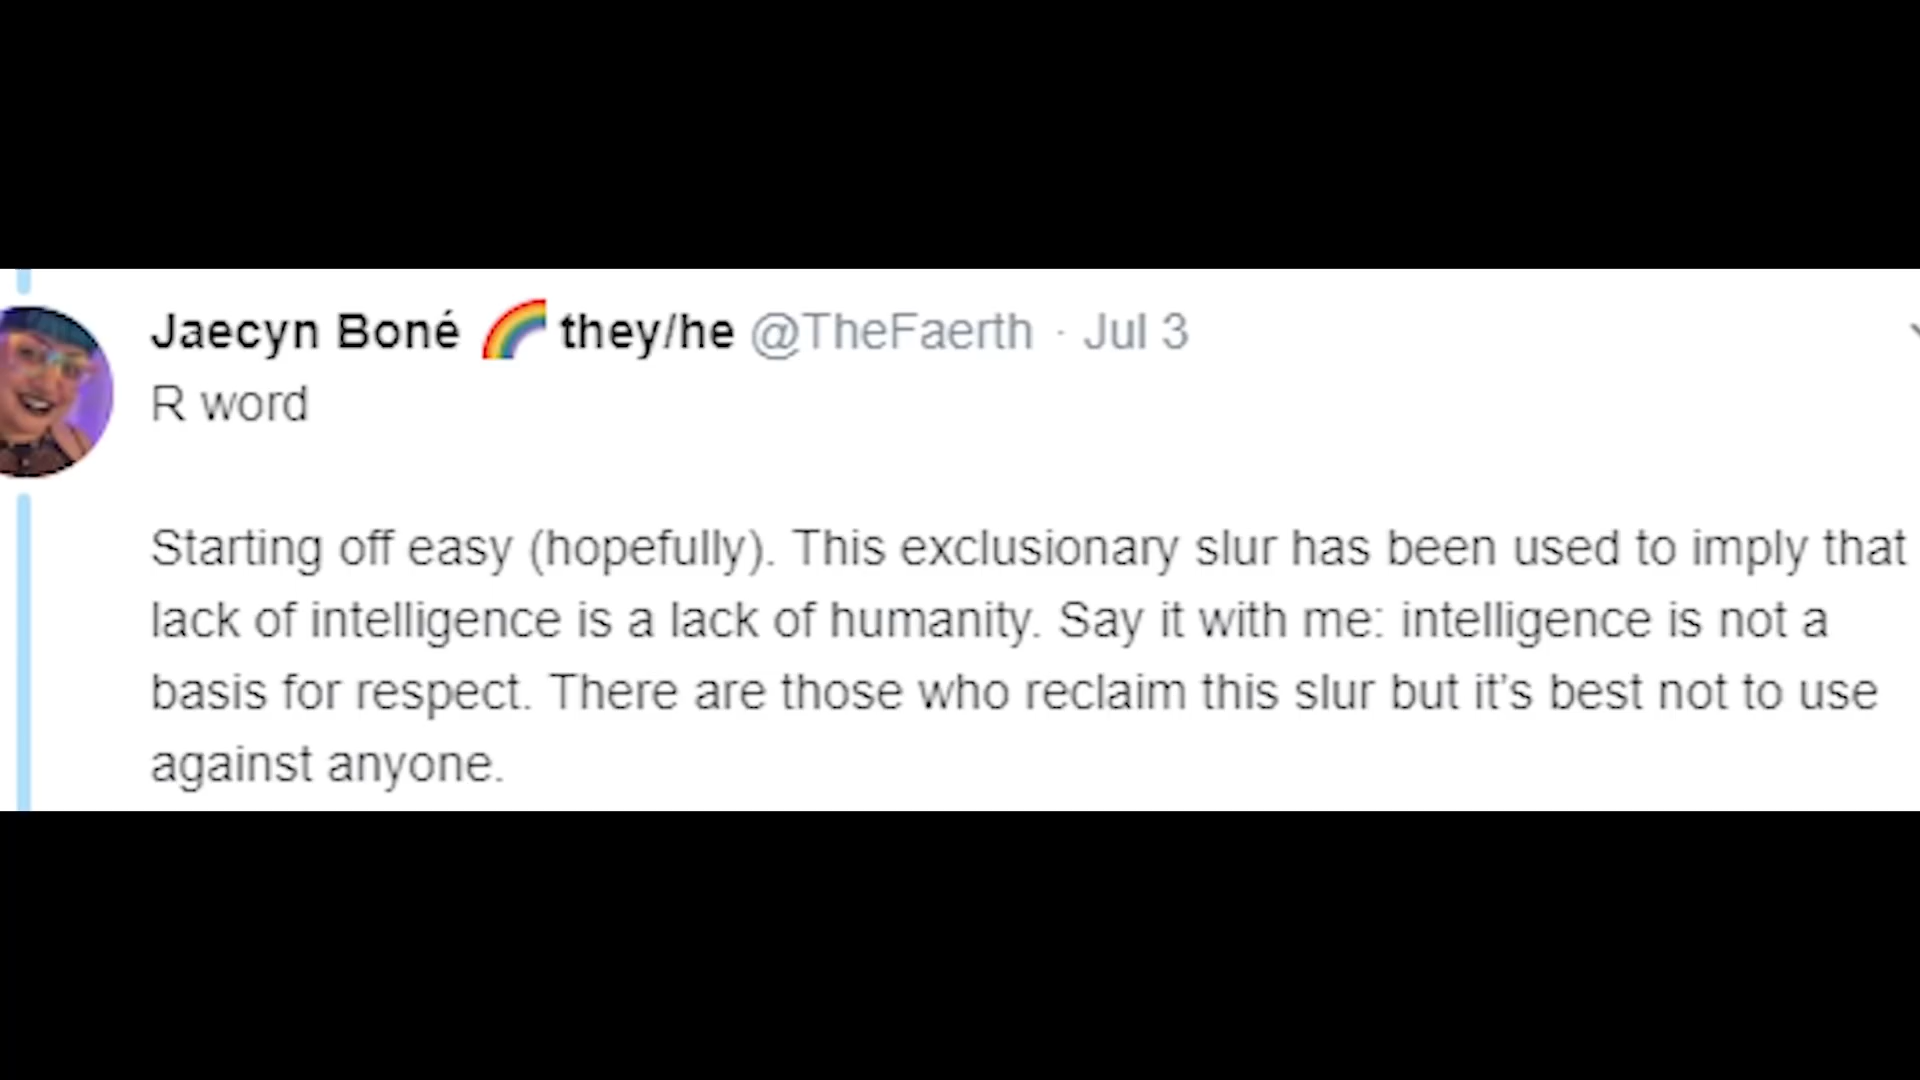 Jaecyn Boné 🌈 they/he @TheFaerth · Jul 3
R word
Starting off easy (hopefully). This exclusionary slur has been used to imply that
lack of intelligence is a lack of humanity. Say it with me: intelligence is not a
basis for respect. There are those who reclaim this slur but it's best not to use
against anyone.